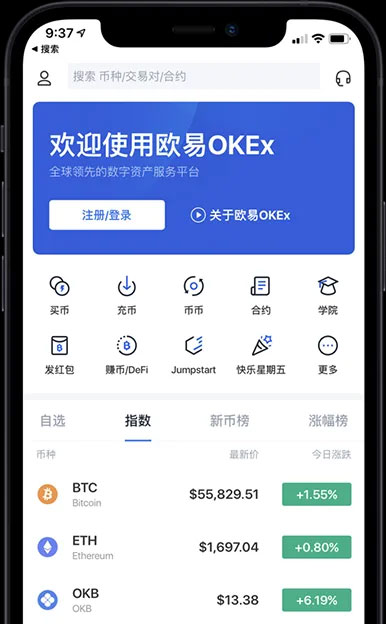 9:37
◀ 搜索
搜索 币种/交易对/合约
欢迎使用欧易OKEx
全球领先的数字资产服务平台
注册/登录
关于欧易OKEx
买币 充币 币币 合约 学院
发红包 赚币/DeFi Jumpstart 快乐星期五 更多
自选 指数 新币榜 涨幅榜
币种 最新价 今日涨跌
BTC $55,829.51 +1.55%
Bitcoin
ETH $1,697.04 +0.80%
Ethereum
OKB $13.38 +6.19%
OKB